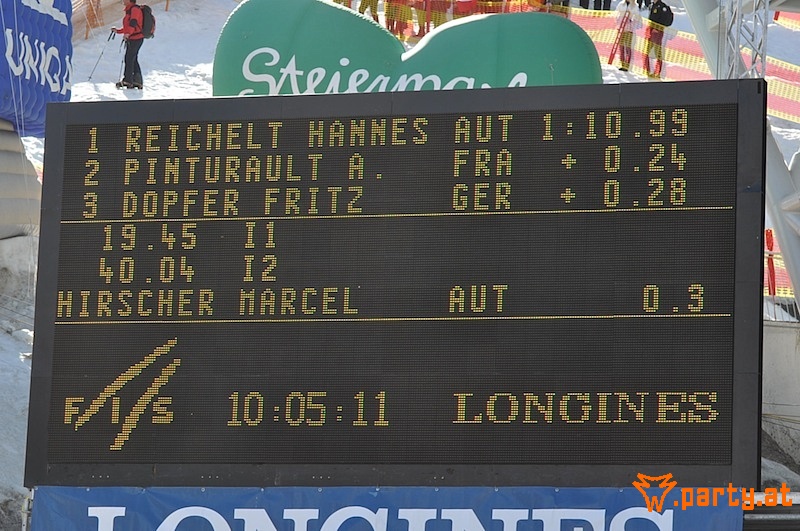 UNIQA
Steiermark
1 REICHELT HANNES AUT 1:10.99
2 PINTURAULT A. FRA + 0.24
3 DOPFER FRITZ GER + 0.28
19.45 I1
40.04 I2
HIRSCHER MARCEL AUT 0.3
FIS 10:05:11 LONGINES
LONGINES
w.party.at